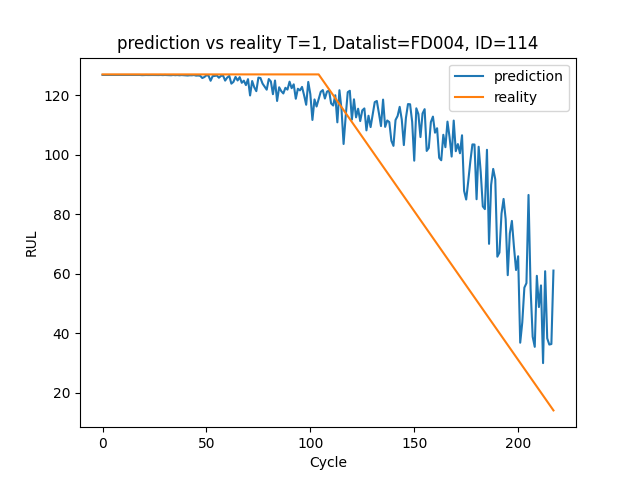 prediction vs reality T=1, Datalist=FD004, ID=114
prediction
reality
120
100
80
60
40
20
RUL
0
50
100
150
200
Cycle